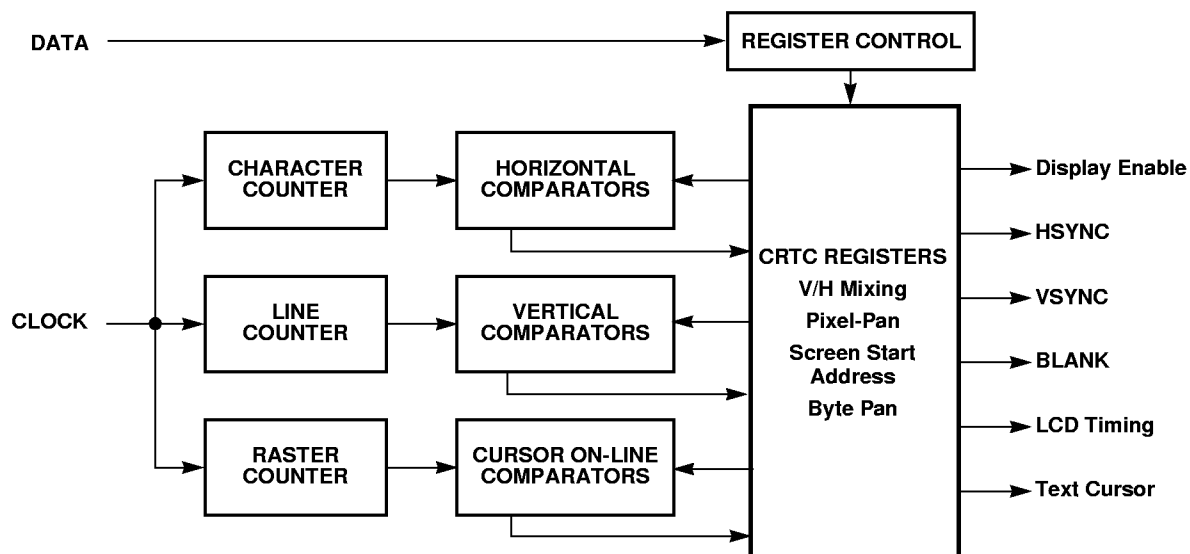 DATA
REGISTER CONTROL
CHARACTER
COUNTER
HORIZONTAL
COMPARATORS
Display Enable
HSYNC
CRTC REGISTERS
V/H Mixing
Pixel-Pan
Screen Start
Address
Byte Pan
CLOCK
LINE
COUNTER
VERTICAL
COMPARATORS
VSYNC
BLANK
RASTER
COUNTER
CURSOR ON-LINE
COMPARATORS
LCD Timing
Text Cursor